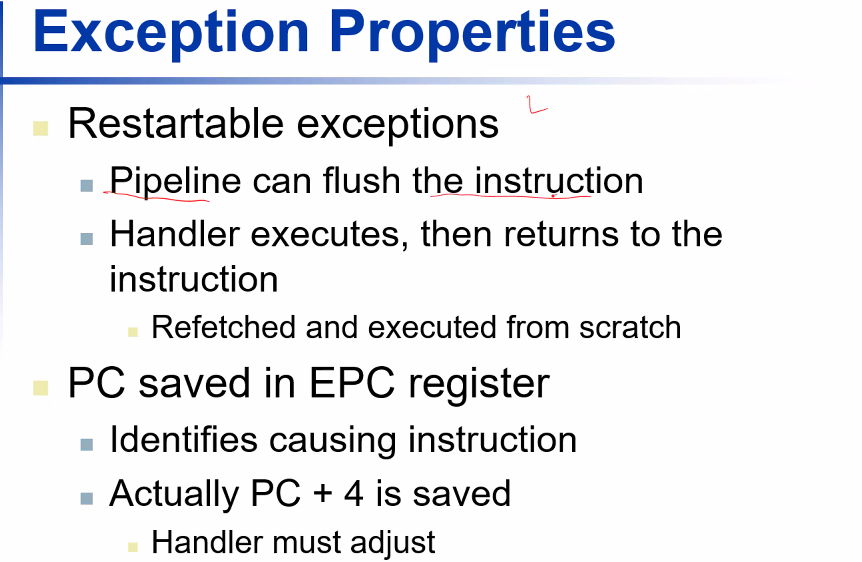 Exception Properties
Restartable exceptions
Pipeline can flush the instruction
Handler executes, then returns to the
instruction
Refetched and executed from scratch
PC saved in EPC register
Identifies causing instruction
Actually PC + 4 is saved
Handler must adjust